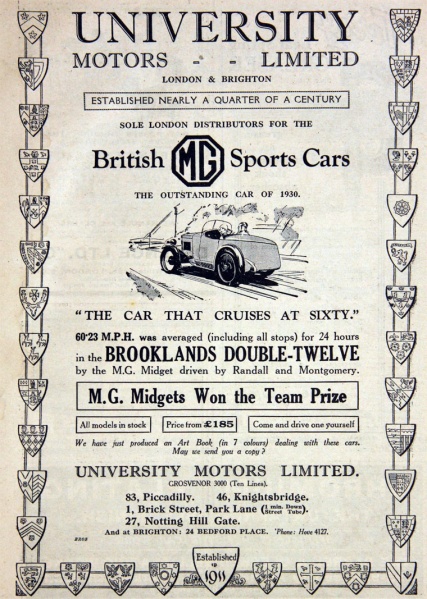 UNIVERSITY
MOTORS - - LIMITED
LONDON & BRIGHTON
ESTABLISHED NEARLY A QUARTER OF A CENTURY
SOLE LONDON DISTRIBUTORS FOR THE
British MG Sports Cars
THE OUTSTANDING CAR OF 1930.
"THE CAR THAT CRUISES AT SIXTY."
60·23 M.P.H. was averaged (including all stops) for 24 hours
in the BROOKLANDS DOUBLE-TWELVE
by the M.G. Midget driven by Randall and Montgomery.
M.G. Midgets Won the Team Prize
All models in stock Price from £185 Come and drive one yourself
We have just produced an Art Book (in 7 colours) dealing with these cars.
May we send you a copy?
UNIVERSITY MOTORS LIMITED.
GROSVENOR 3000 (Ten Lines).
83, Piccadilly. 46, Knightsbridge.
1, Brick Street, Park Lane (1 min. Down Street Tube).
27, Notting Hill Gate.
And at BRIGHTON: 24 BEDFORD PLACE. 'Phone: Hove 4127.
Established
in
1911